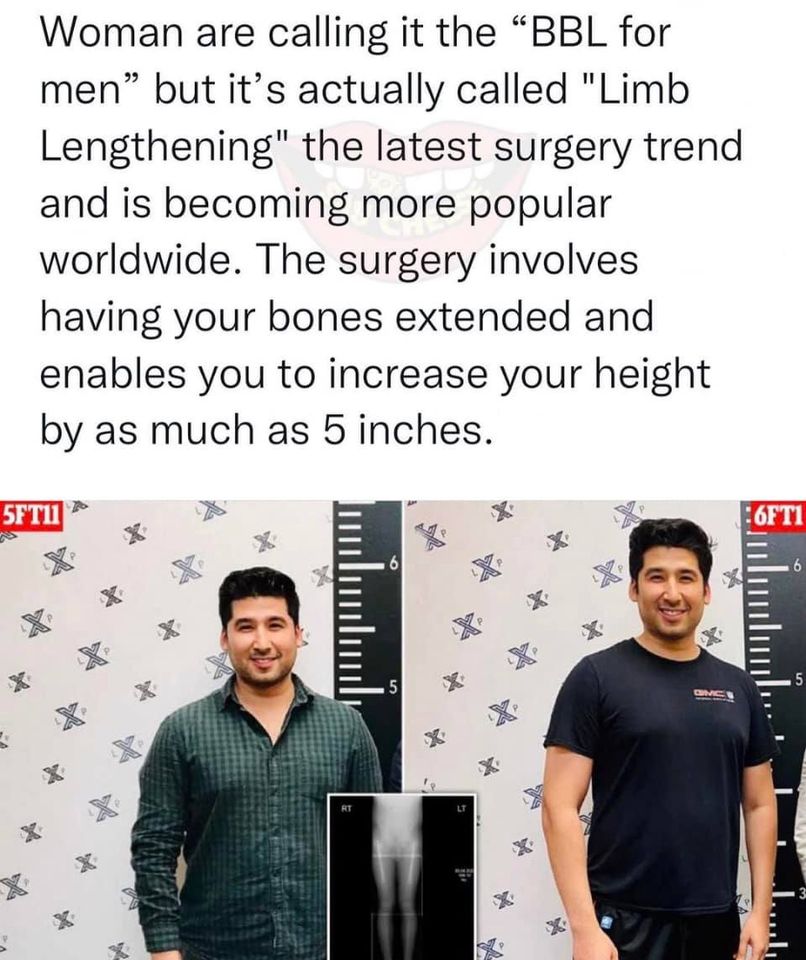 Woman are calling it the “BBL for
men” but it’s actually called "Limb
Lengthening" the latest surgery trend
and is becoming more popular
worldwide. The surgery involves
having your bones extended and
enables you to increase your height
by as much as 5 inches.
5FT11
6FT1
6
6
5
5
GMC
RT LT
3